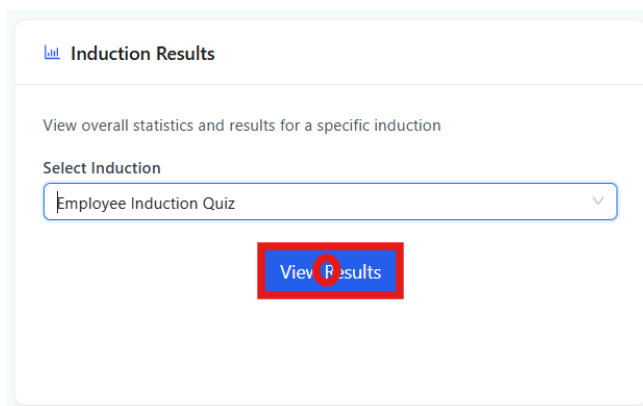 Induction Results
View overall statistics and results for a specific induction
Select Induction
Employee Induction Quiz
View Results